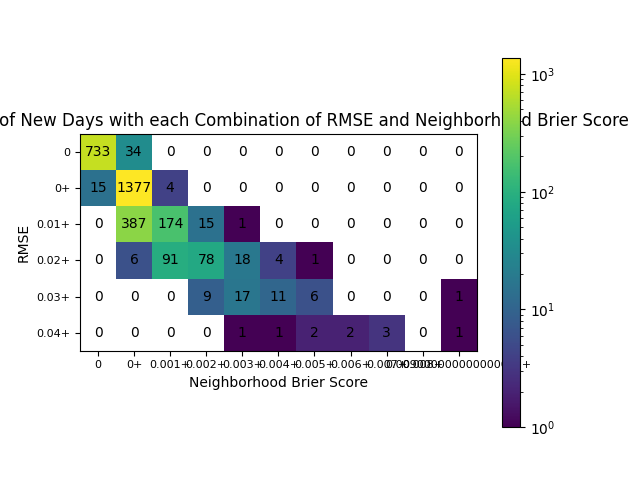 of New Days with each Combination of RMSE and Neighborhood Brier Score
0 733 34 0 0 0 0 0 0 0 0 0
0+ 15 1377 4 0 0 0 0 0 0 0 0
0.01+ 0 387 174 15 1 0 0 0 0 0 0
0.02+ 0 6 91 78 18 4 1 0 0 0 0
0.03+ 0 0 0 9 17 11 6 0 0 0 1
0.04+ 0 0 0 0 1 1 2 2 3 0 1
0 0+ 0.001+ 0.002+ 0.003+ 0.004+ 0.005+ 0.006+ 0.007+
Neighborhood Brier Score
RMSE
10^3
10^2
10^1
10^0